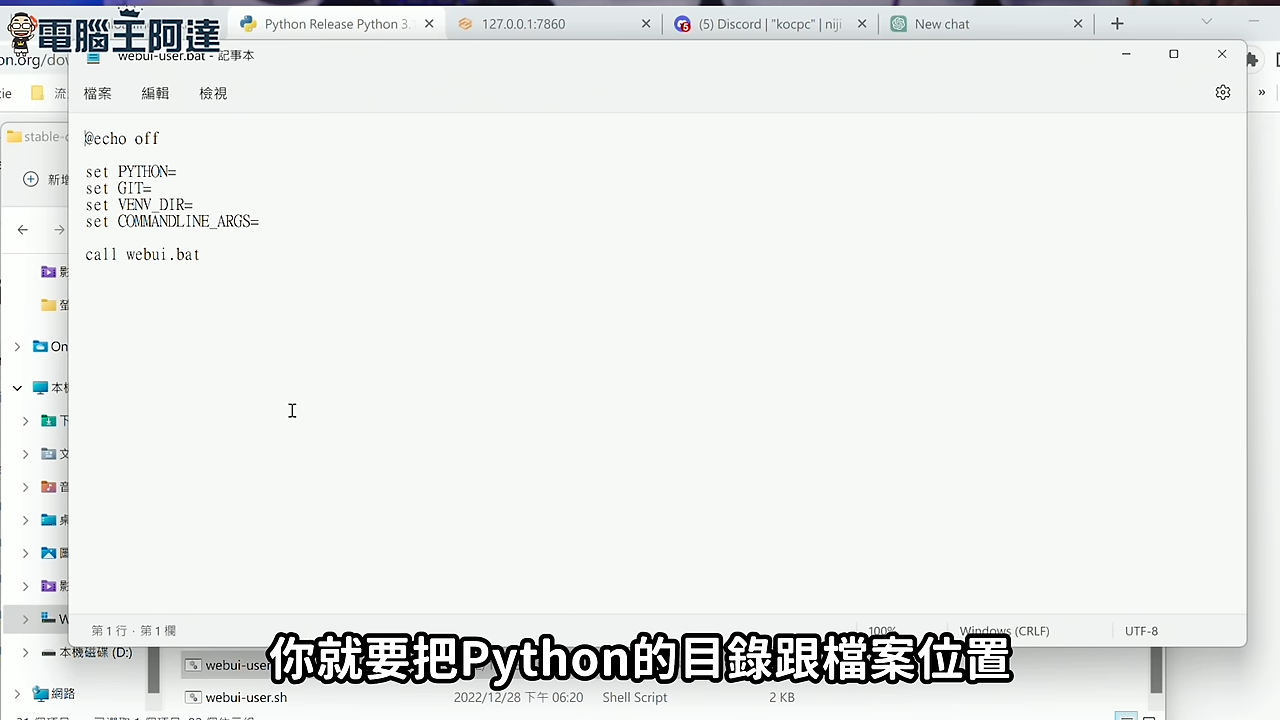 電腦主阿達
Python Release Python 3.
127.0.0.1:7860
(5) Discord | "kocpc" | niji
New chat
on.org/dow
webui-user.bat - 記事本
檔案
編輯
檢視
@echo off
set PYTHON=
set GIT=
set VENV_DIR=
set COMMANDLINE_ARGS=
call webui.bat
stable-d
新增
On
本機
本機磁碟 (D:)
網路
第 1 行，第 1 欄
100%
Windows (CRLF)
UTF-8
webui-user
webui-user.sh
2022/12/28 下午 06:20
Shell Script
2 KB
你就要把Python的目錄跟檔案位置